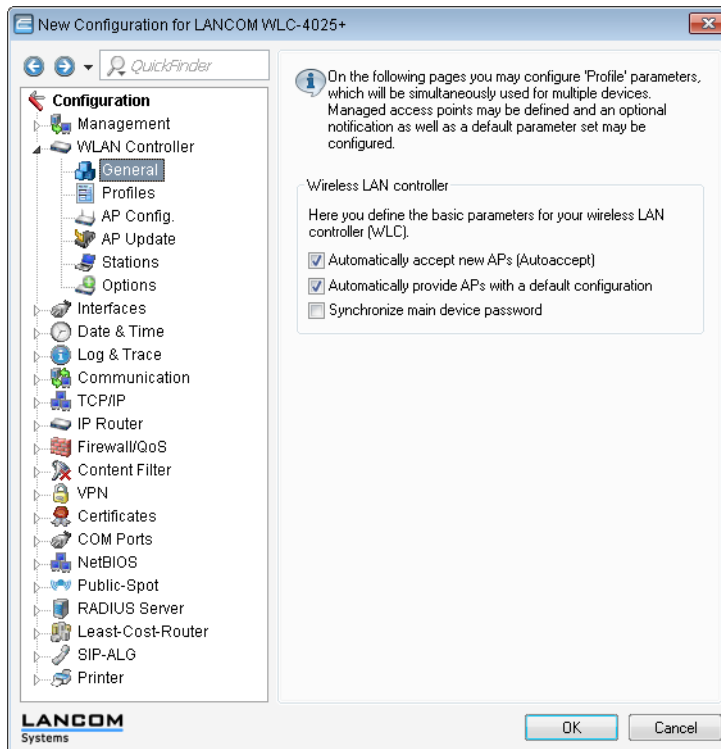 New Configuration for LANCOM WLC-4025+
QuickFinder
Configuration
Management
WLAN Controller
General
Profiles
AP Config.
AP Update
Stations
Options
Interfaces
Date & Time
Log & Trace
Communication
TCP/IP
IP Router
Firewall/QoS
Content Filter
VPN
Certificates
COM Ports
NetBIOS
Public-Spot
RADIUS Server
Least-Cost-Router
SIP-ALG
Printer
On the following pages you may configure 'Profile' parameters,
which will be simultaneously used for multiple devices.
Managed access points may be defined and an optional
notification as well as a default parameter set may be
configured.
Wireless LAN controller
Here you define the basic parameters for your wireless LAN
controller (WLC).
Automatically accept new APs (Autoaccept)
Automatically provide APs with a default configuration
Synchronize main device password
LANCOM
Systems
OK
Cancel